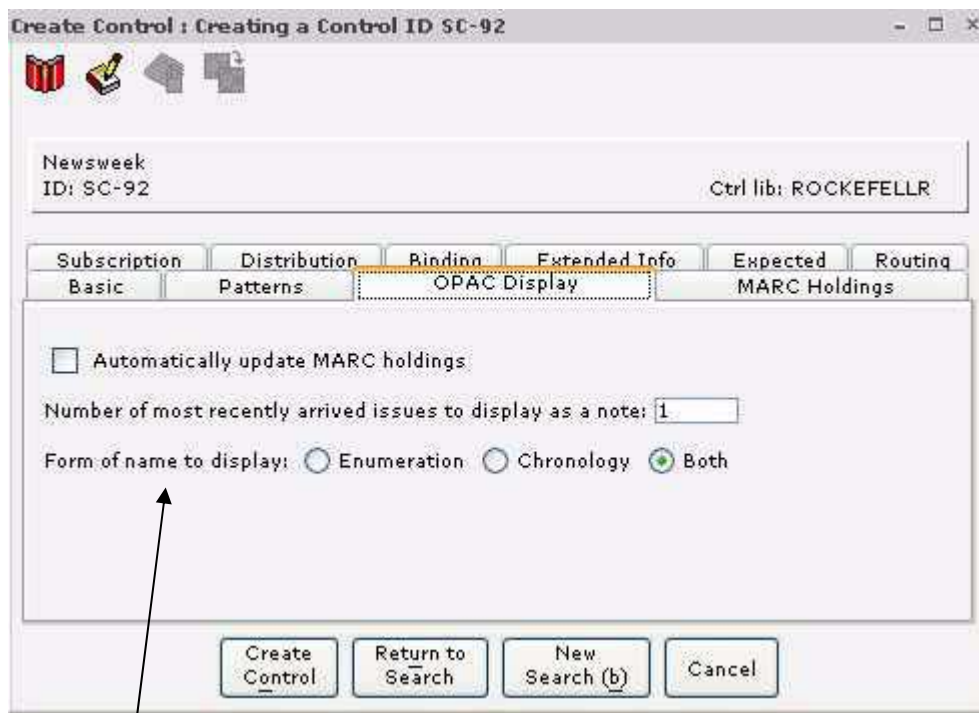 Create Control : Creating a Control ID SC-92
Newsweek
ID: SC-92 Ctrl lib: ROCKEFELLR
Subscription Distribution Binding Extended Info Expected Routing
Basic Patterns OPAC Display MARC Holdings
Automatically update MARC holdings
Number of most recently arrived issues to display as a note: 1
Form of name to display: Enumeration Chronology Both
Create Control
Return to Search
New Search (b)
Cancel